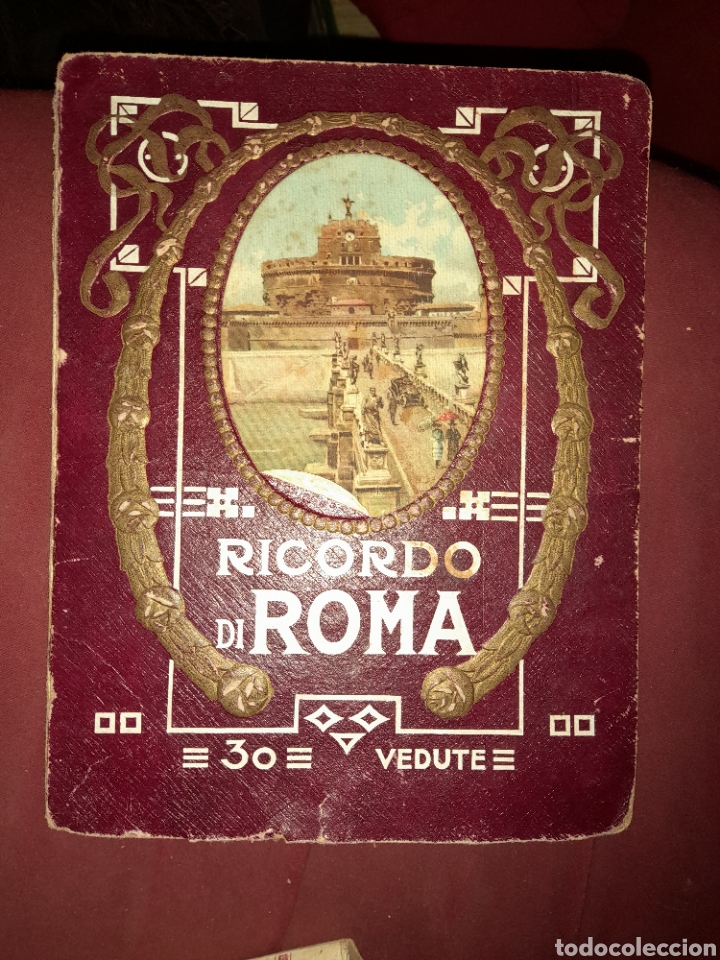 RICORDO
DI ROMA
30 VEDUTE
todocoleccion